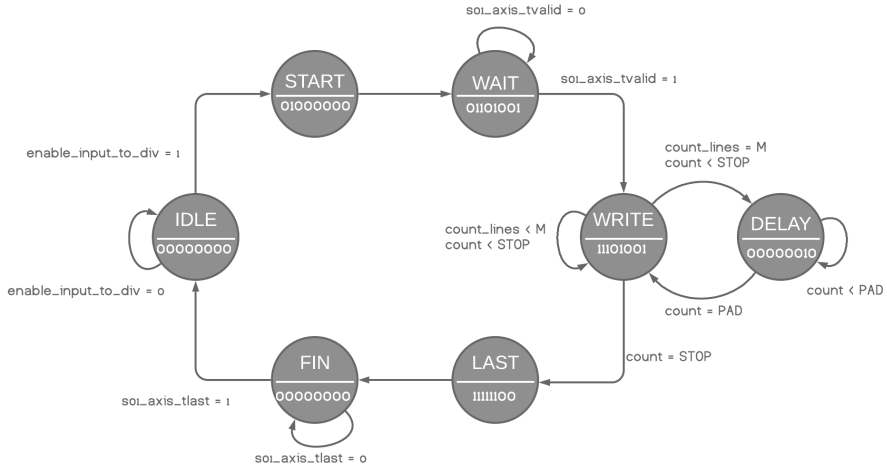 s01_axis_tvalid = 0
START
01000000
WAIT
01101001
s01_axis_tvalid = 1
enable_input_to_div = 1
count_lines = M
count < STOP
IDLE
00000000
count_lines < M
count < STOP
WRITE
11101001
DELAY
00000010
enable_input_to_div = 0
count < PAD
count = PAD
FIN
00000000
LAST
11111100
count = STOP
s01_axis_tlast = 1
s01_axis_tlast = 0